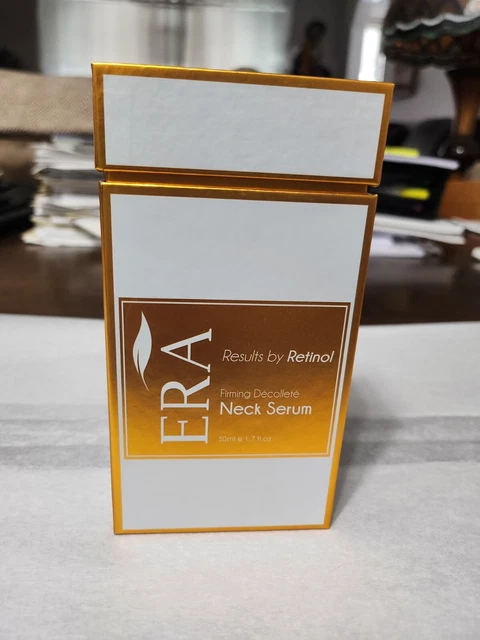 ERA
Results by Retinol
Firming Décolleté
Neck Serum
50ml e 1.7 fl.oz